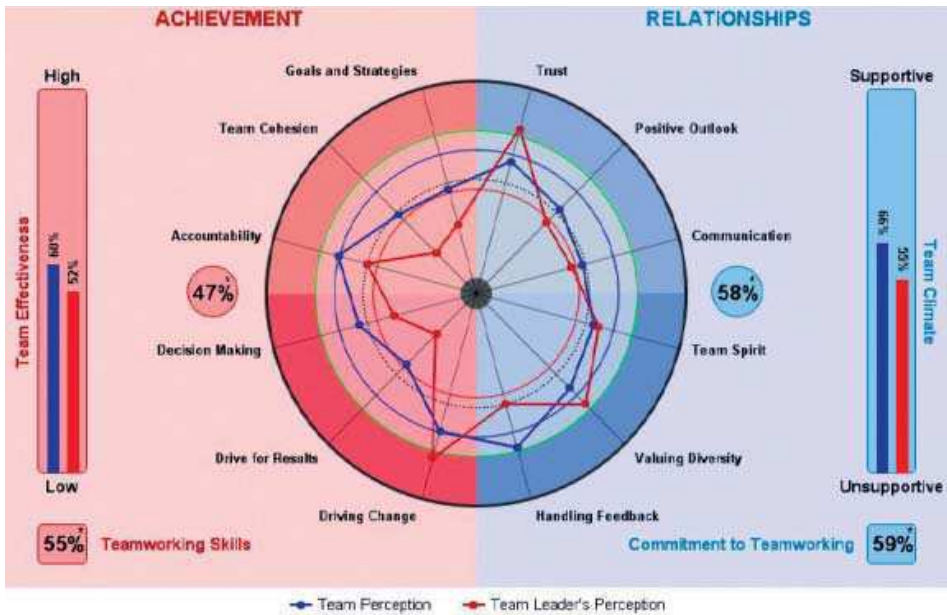 ACHIEVEMENT
RELATIONSHIPS
High
Goals and Strategies
Trust
Supportive
Team Cohesion
Positive Outlook
Accountability
Communication
Team Effectiveness
60%
52%
47%*
58%*
66%
55%
Team Climate
Decision Making
Team Spirit
Drive for Results
Valuing Diversity
Low
Unsupportive
Driving Change
Handling Feedback
55%* Teamworking Skills
Commitment to Teamworking 59%*
Team Perception
Team Leader's Perception